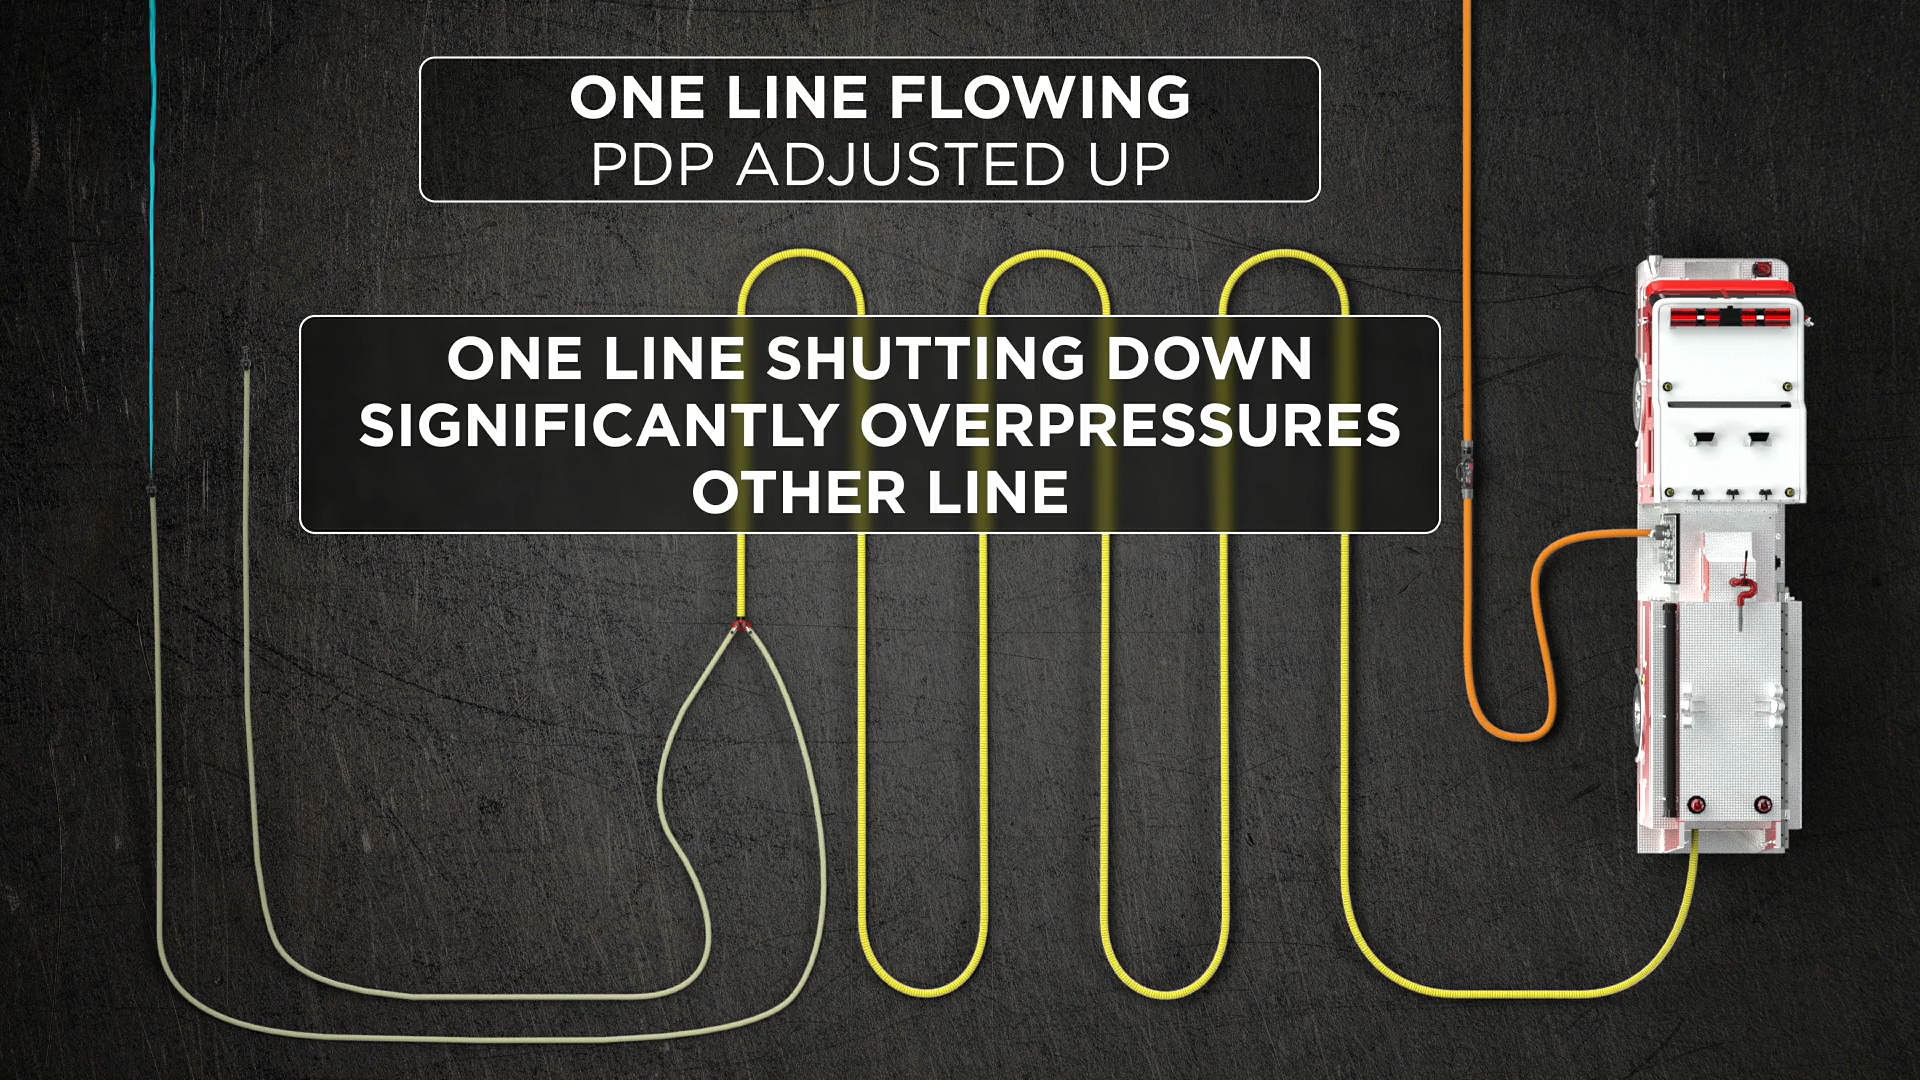 ONE LINE FLOWING
PDP ADJUSTED UP
ONE LINE SHUTTING DOWN
SIGNIFICANTLY OVERPRESSURES
OTHER LINE